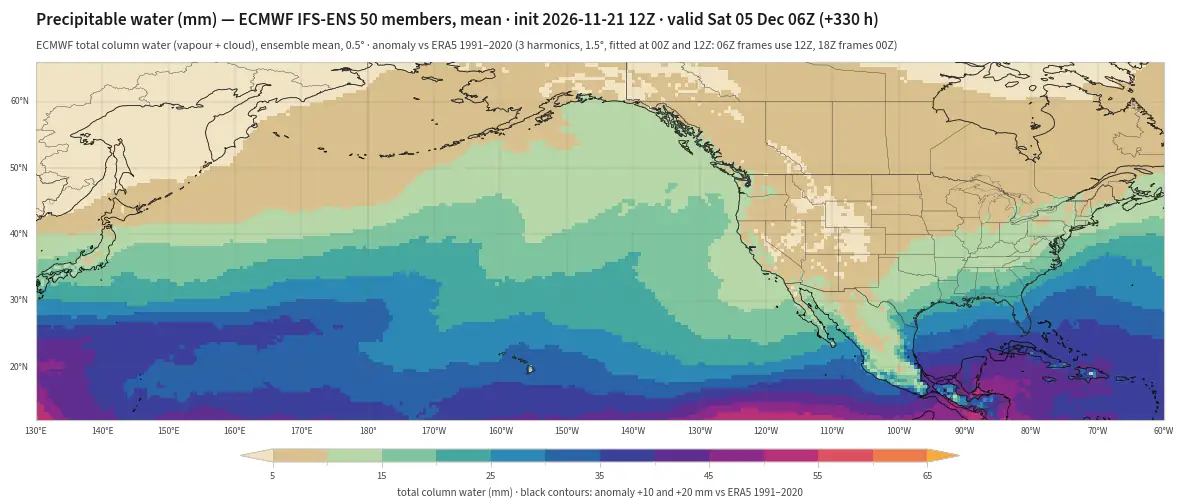 Precipitable water (mm) — ECMWF IFS-ENS 50 members, mean · init 2026-11-21 12Z · valid Sat 05 Dec 06Z (+330 h)
ECMWF total column water (vapour + cloud), ensemble mean, 0.5° · anomaly vs ERA5 1991–2020 (3 harmonics, 1.5°, fitted at 00Z and 12Z: 06Z frames use 12Z, 18Z frames 00Z)
60°N
50°N
40°N
30°N
20°N
130°E 140°E 150°E 160°E 170°E 180° 170°W 160°W 150°W 140°W 130°W 120°W 110°W 100°W 90°W 80°W 70°W 60°W
5 15 25 35 45 55 65
total column water (mm) · black contours: anomaly +10 and +20 mm vs ERA5 1991–2020